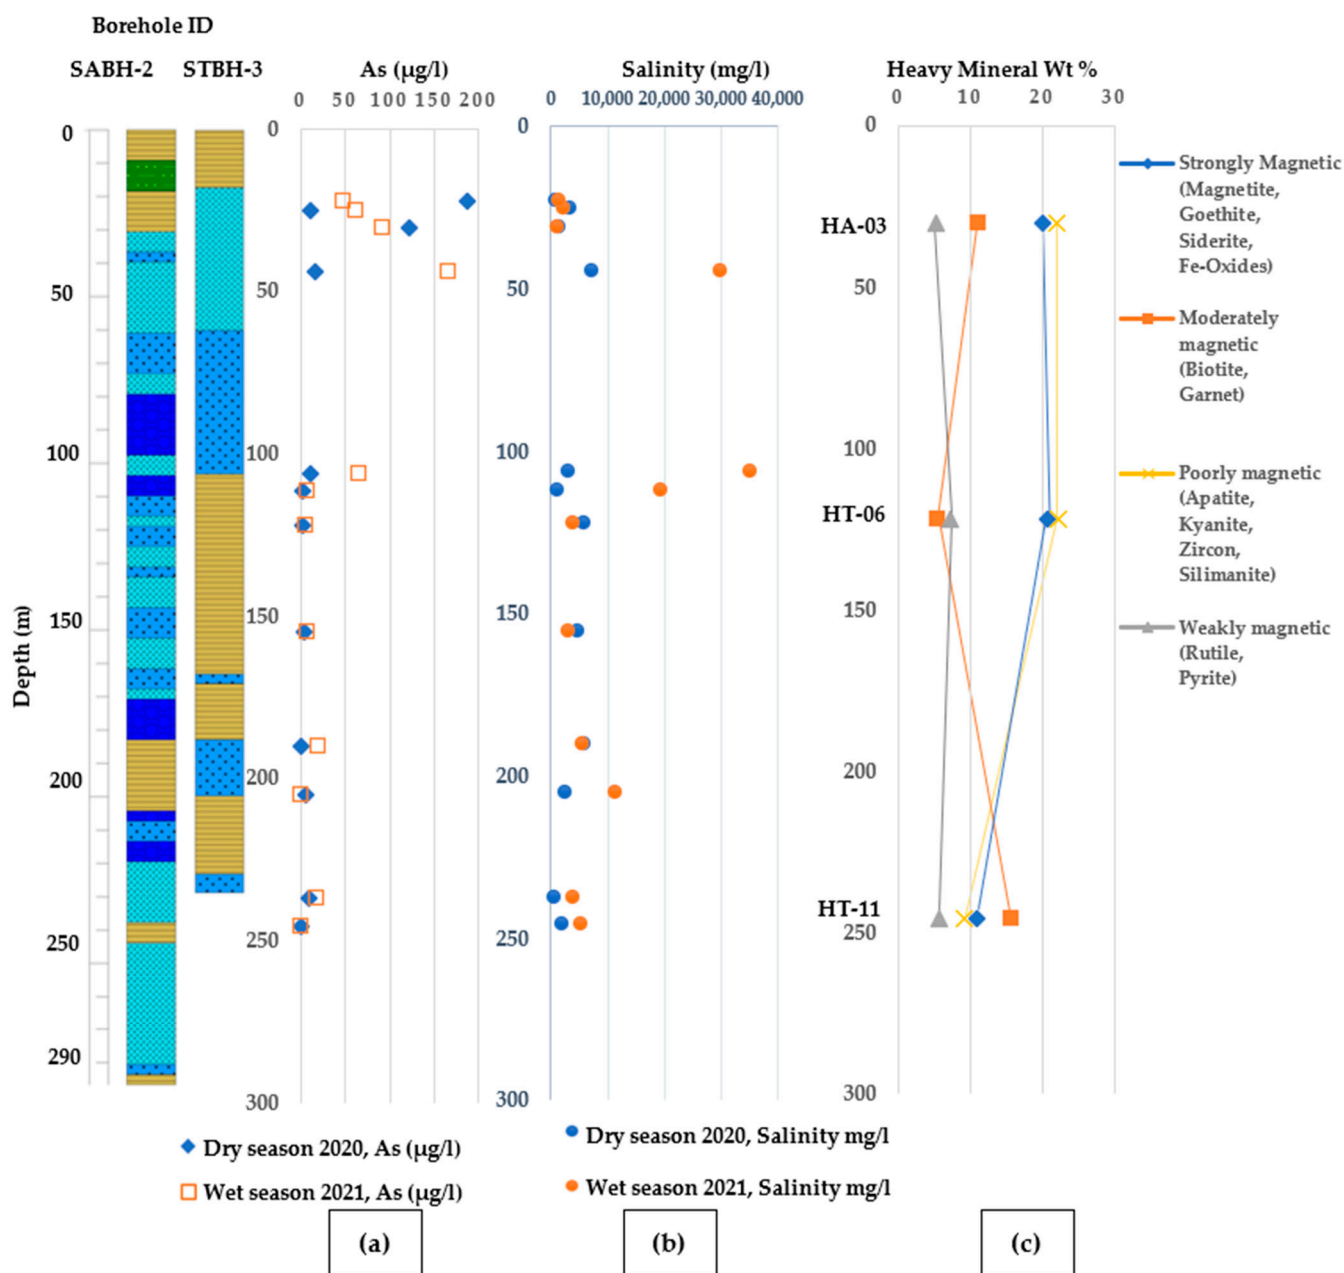 Borehole ID
SABH-2 STBH-3 As (µg/l) Salinity (mg/l) Heavy Mineral Wt %
0 50 100 150 200
0 10,000 20,000 30,000 40,000
0 10 20 30
Depth (m)
0
50
100
150
200
250
290
0
50
100
150
200
250
300
0
50
100
150
200
250
300
0
50
100
150
200
250
300
HA-03
HT-06
HT-11
Strongly Magnetic
(Magnetite,
Goethite,
Siderite,
Fe-Oxides)
Moderately
magnetic
(Biotite,
Garnet)
Poorly magnetic
(Apatite,
Kyanite,
Zircon,
Silimanite)
Weakly magnetic
(Rutile,
Pyrite)
Dry season 2020, As (µg/l)
Wet season 2021, As (µg/l)
Dry season 2020, Salinity mg/l
Wet season 2021, Salinity mg/l
(a) (b) (c)